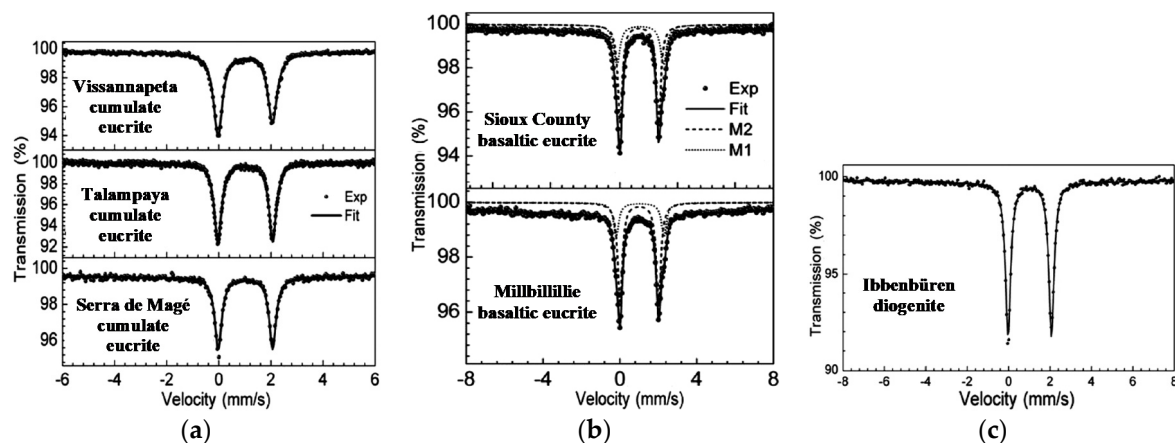 Transmission (%)
100
98
96
94
Vissannapeta
cumulate
eucrite
100
98
96
94
92
Talampaya
cumulate
eucrite
Exp
Fit
100
98
96
Serra de Magé
cumulate
eucrite
-6 -4 -2 0 2 4 6
Velocity (mm/s)
(a)
Transmission (%)
100
98
96
94
Sioux County
basaltic eucrite
Exp
Fit
M2
M1
100
98
96
Millbillillie
basaltic eucrite
-8 -4 0 4 8
Velocity (mm/s)
(b)
Transmission (%)
100
95
90
Ibbenbüren
diogenite
-8 -6 -4 -2 0 2 4 6 8
Velocity (mm/s)
(c)